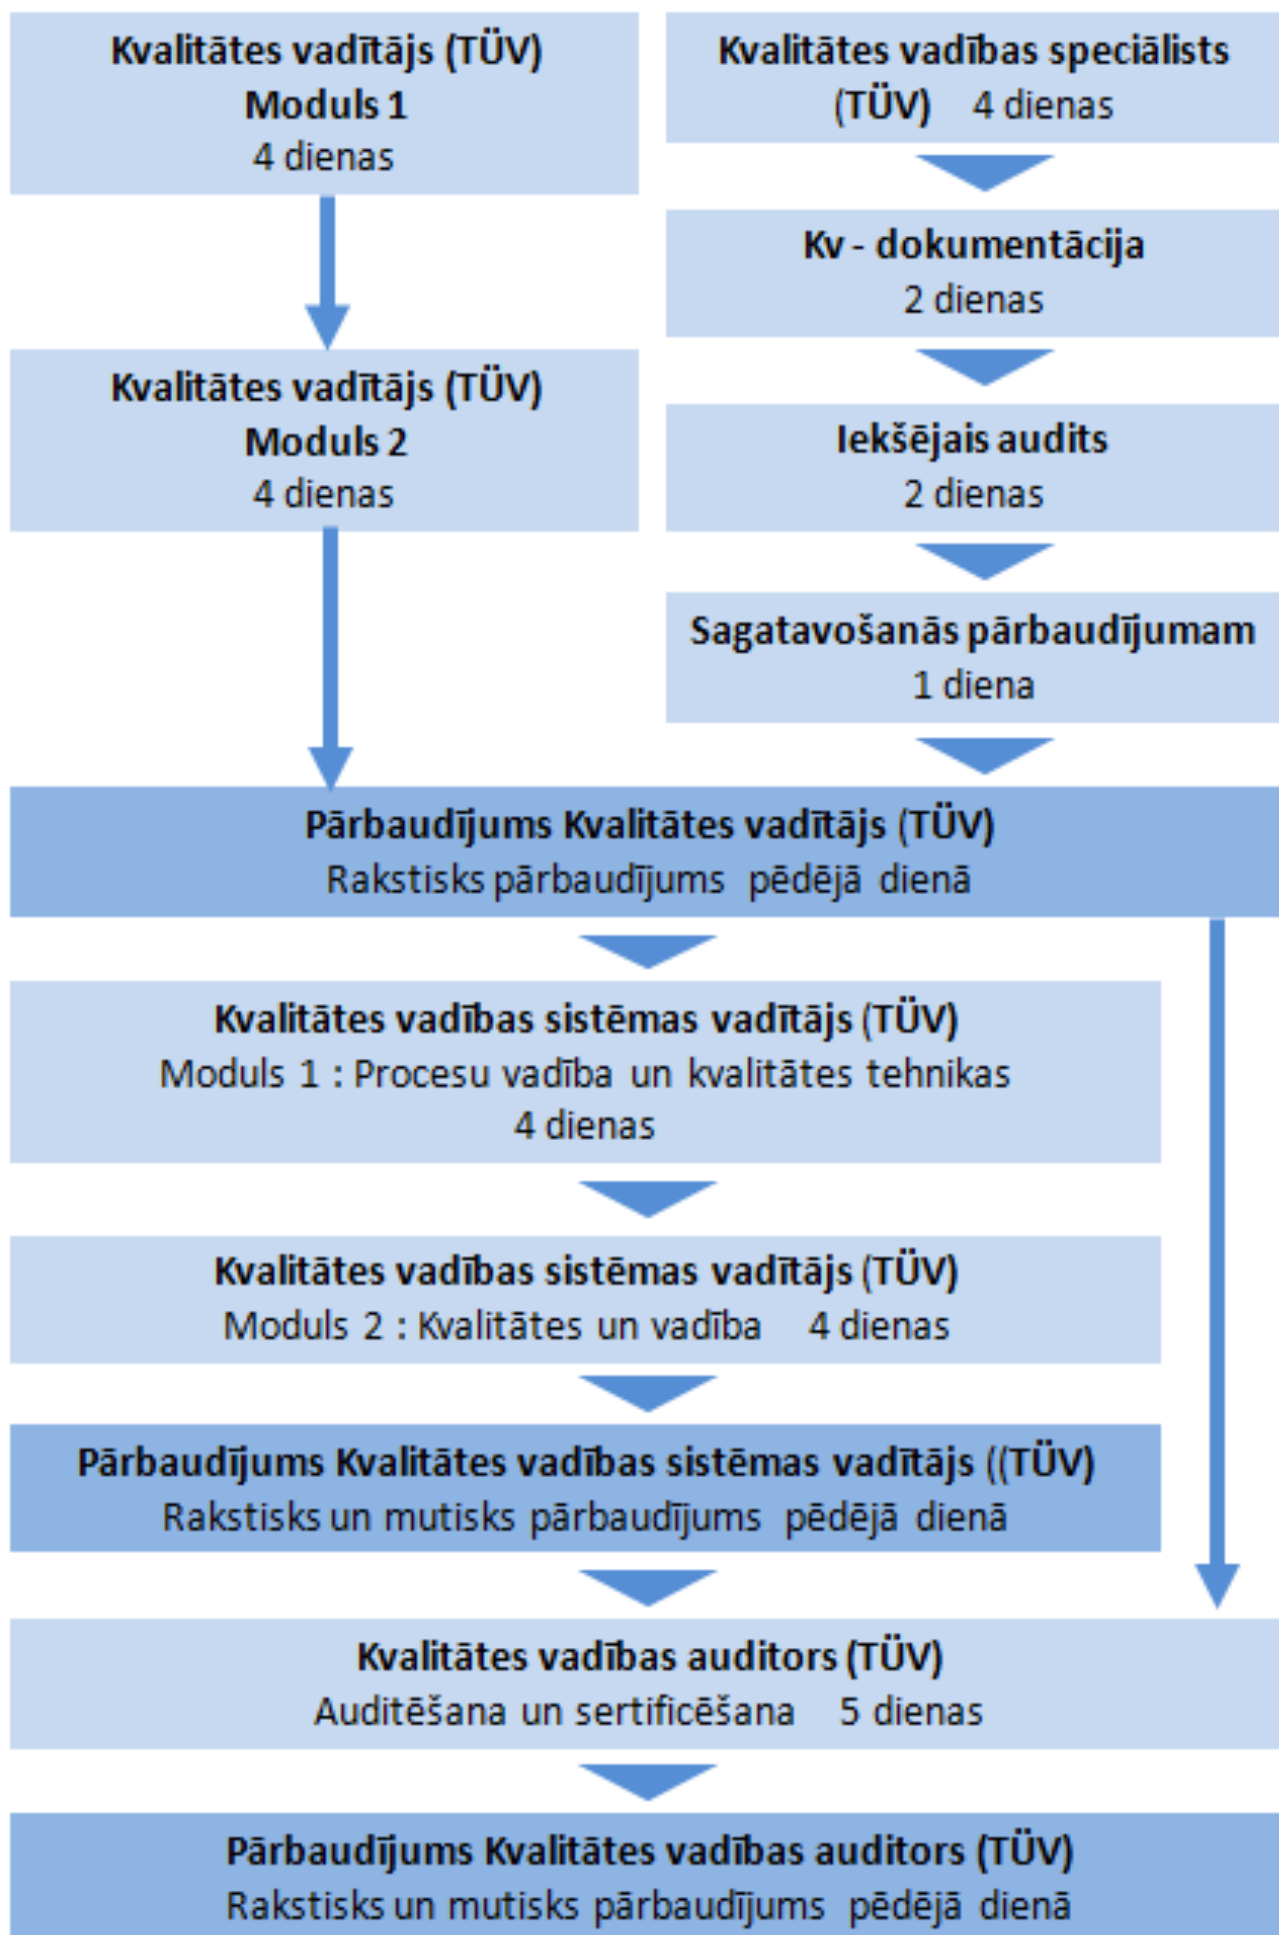 Kvalitātes vadītājs (TÜV)
Moduls 1
4 dienas
Kvalitātes vadītājs (TÜV)
Moduls 2
4 dienas
Kvalitātes vadības speciālists
(TÜV) 4 dienas
Kv - dokumentācija
2 dienas
Iekšējais audits
2 dienas
Sagatavošanās pārbaudījumam
1 diena
Pārbaudījums Kvalitātes vadītājs (TÜV)
Rakstisks pārbaudījums pēdējā dienā
Kvalitātes vadības sistēmas vadītājs (TÜV)
Moduls 1 : Procesu vadība un kvalitātes tehnikas
4 dienas
Kvalitātes vadības sistēmas vadītājs (TÜV)
Moduls 2 : Kvalitātes un vadība 4 dienas
Pārbaudījums Kvalitātes vadības sistēmas vadītājs ((TÜV)
Rakstisks un mutisks pārbaudījums pēdējā dienā
Kvalitātes vadības auditors (TÜV)
Auditēšana un sertificēšana 5 dienas
Pārbaudījums Kvalitātes vadības auditors (TÜV)
Rakstisks un mutisks pārbaudījums pēdējā dienā